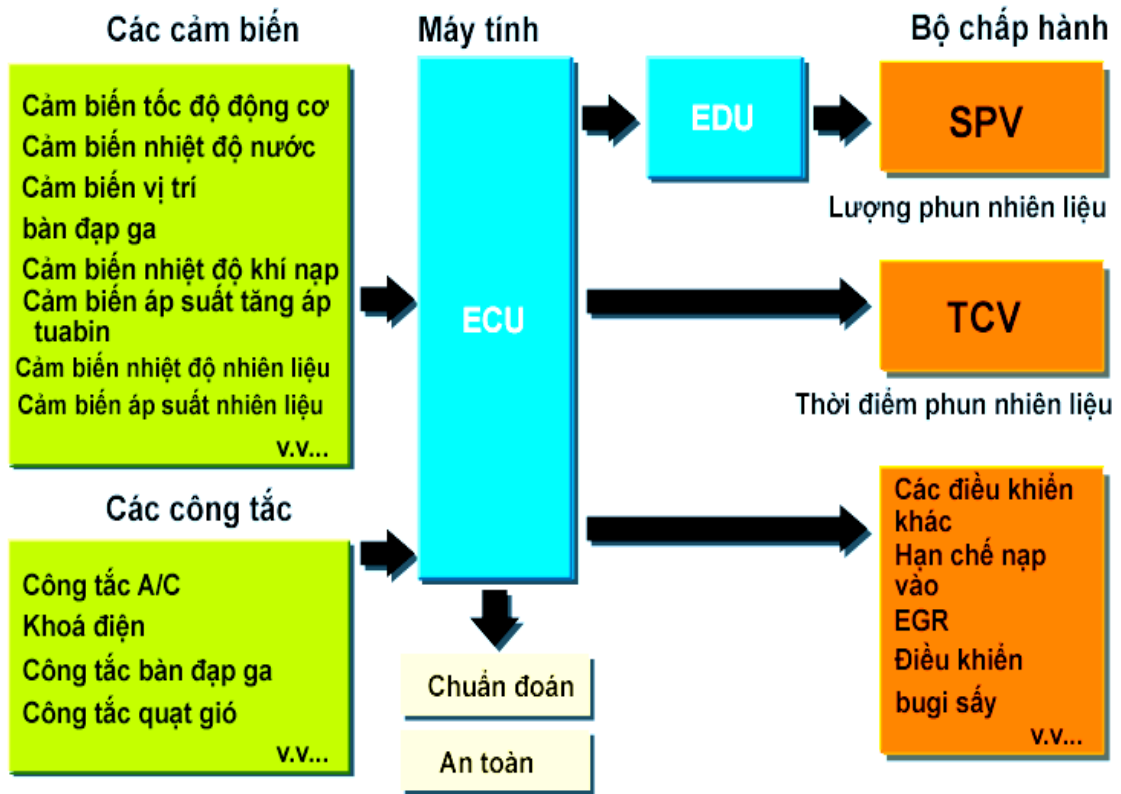 Các cảm biến
Cảm biến tốc độ động cơ
Cảm biến nhiệt độ nước
Cảm biến vị trí
bàn đạp ga
Cảm biến nhiệt độ khí nạp
Cảm biến áp suất tăng áp
tuabin
Cảm biến nhiệt độ nhiên liệu
Cảm biến áp suất nhiên liệu
v.v...
Các công tắc
Công tắc A/C
Khoá điện
Công tắc bàn đạp ga
Công tắc quạt gió
v.v...
Máy tính
ECU
Chuẩn đoán
An toàn
EDU
Bộ chấp hành
SPV
Lượng phun nhiên liệu
TCV
Thời điểm phun nhiên liệu
Các điều khiển
khác
Hạn chế nạp
vào
EGR
Điều khiển
bugi sấy
v.v...